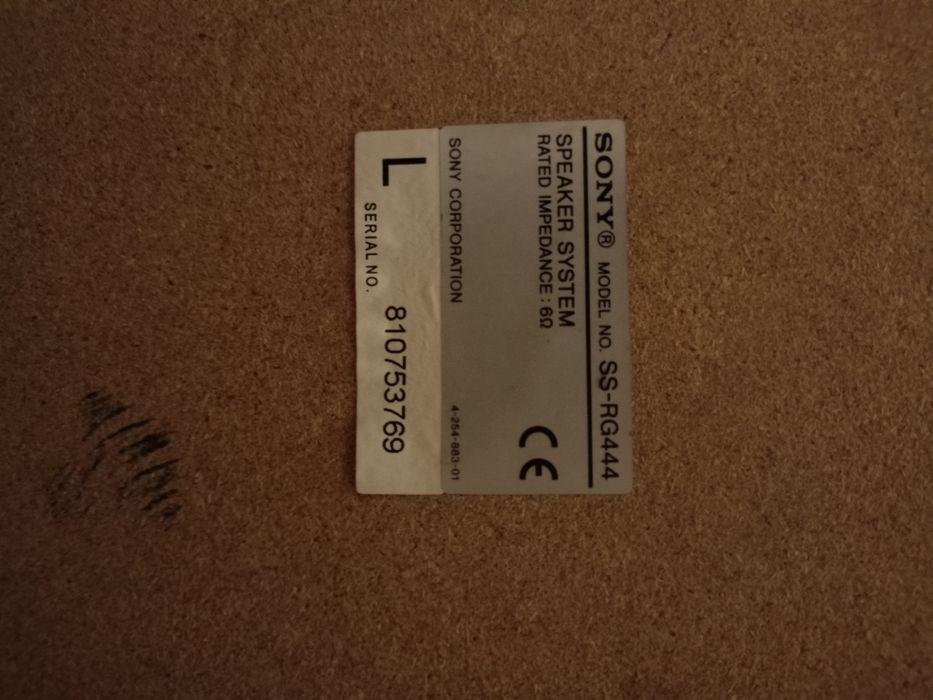 SONY® MODEL NO. SS-RG444
SPEAKER SYSTEM
RATED IMPEDANCE : 6Ω
CE
SONY CORPORATION 4-254-883-01
L SERIAL NO. 810753769